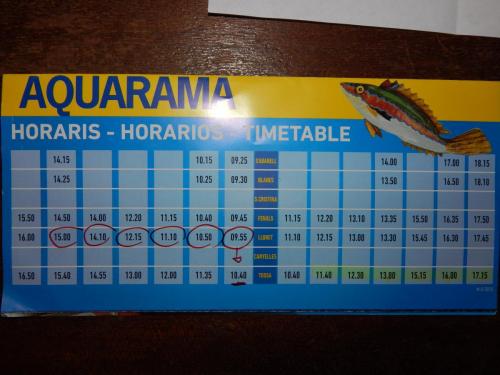 AQUARAMA
HORARIS - HORARIOS - TIMETABLE
14.15 10.15 09.25 CABARELL 14.00 17.00 18.15
14.25 10.25 09.30 BLANES 13.50 16.50 18.10
S.CRISTINA
15.50 14.50 14.00 12.20 11.15 10.40 09.45 FENALS 11.15 12.20 13.10 13.35 15.50 16.35 17.50
16.00 15.00 14.10 12.15 11.10 10.50 09.55 LLORET 11.10 12.15 13.00 13.30 15.45 16.30 17.45
CANYELLES
16.50 15.40 14.55 13.00 12.00 11.35 10.40 TOSSA 10.40 11.40 12.30 13.00 15.15 16.00 17.15